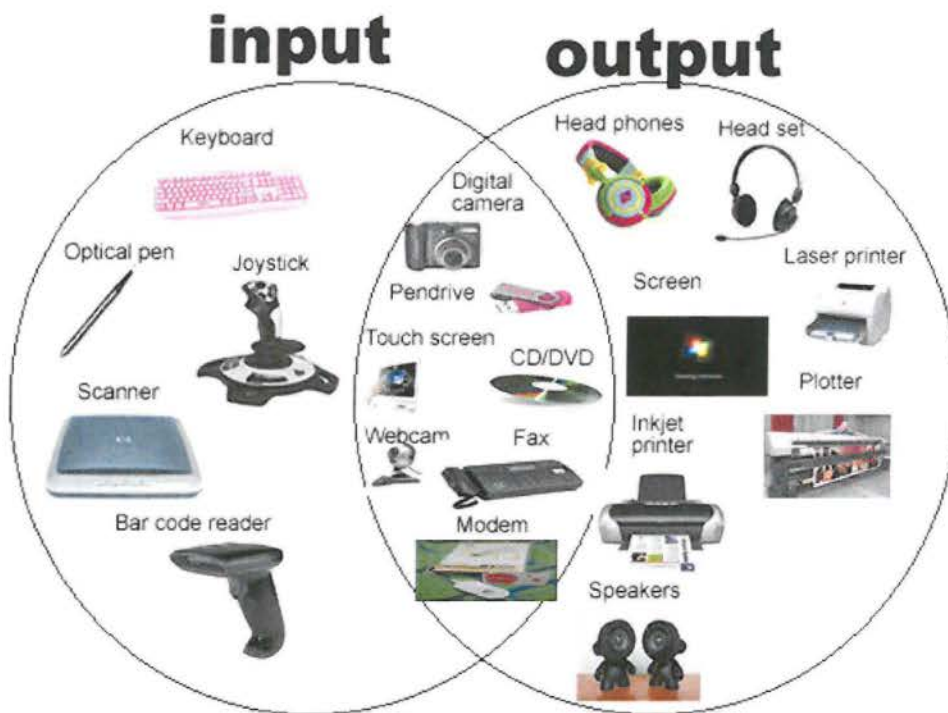 input
output
Keyboard
Head phones
Head set
Digital
camera
Optical pen
Joystick
Laser printer
Pendrive
Screen
Touch screen
CD/DVD
Plotter
Scanner
Inkjet
printer
Webcam
Fax
Bar code reader
Modem
Speakers